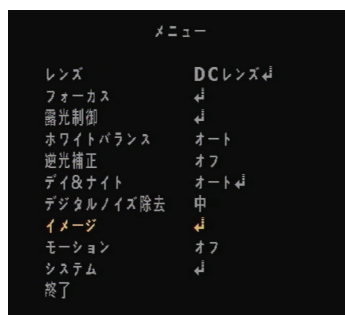 メニュー
レンズ DCレンズ↲
フォーカス ↲
露光制御 ↲
ホワイトバランス オート
逆光補正 オフ
デイ&ナイト オート↲
デジタルノイズ除去 中
イメージ ↲
モーション オフ
システム ↲
終了